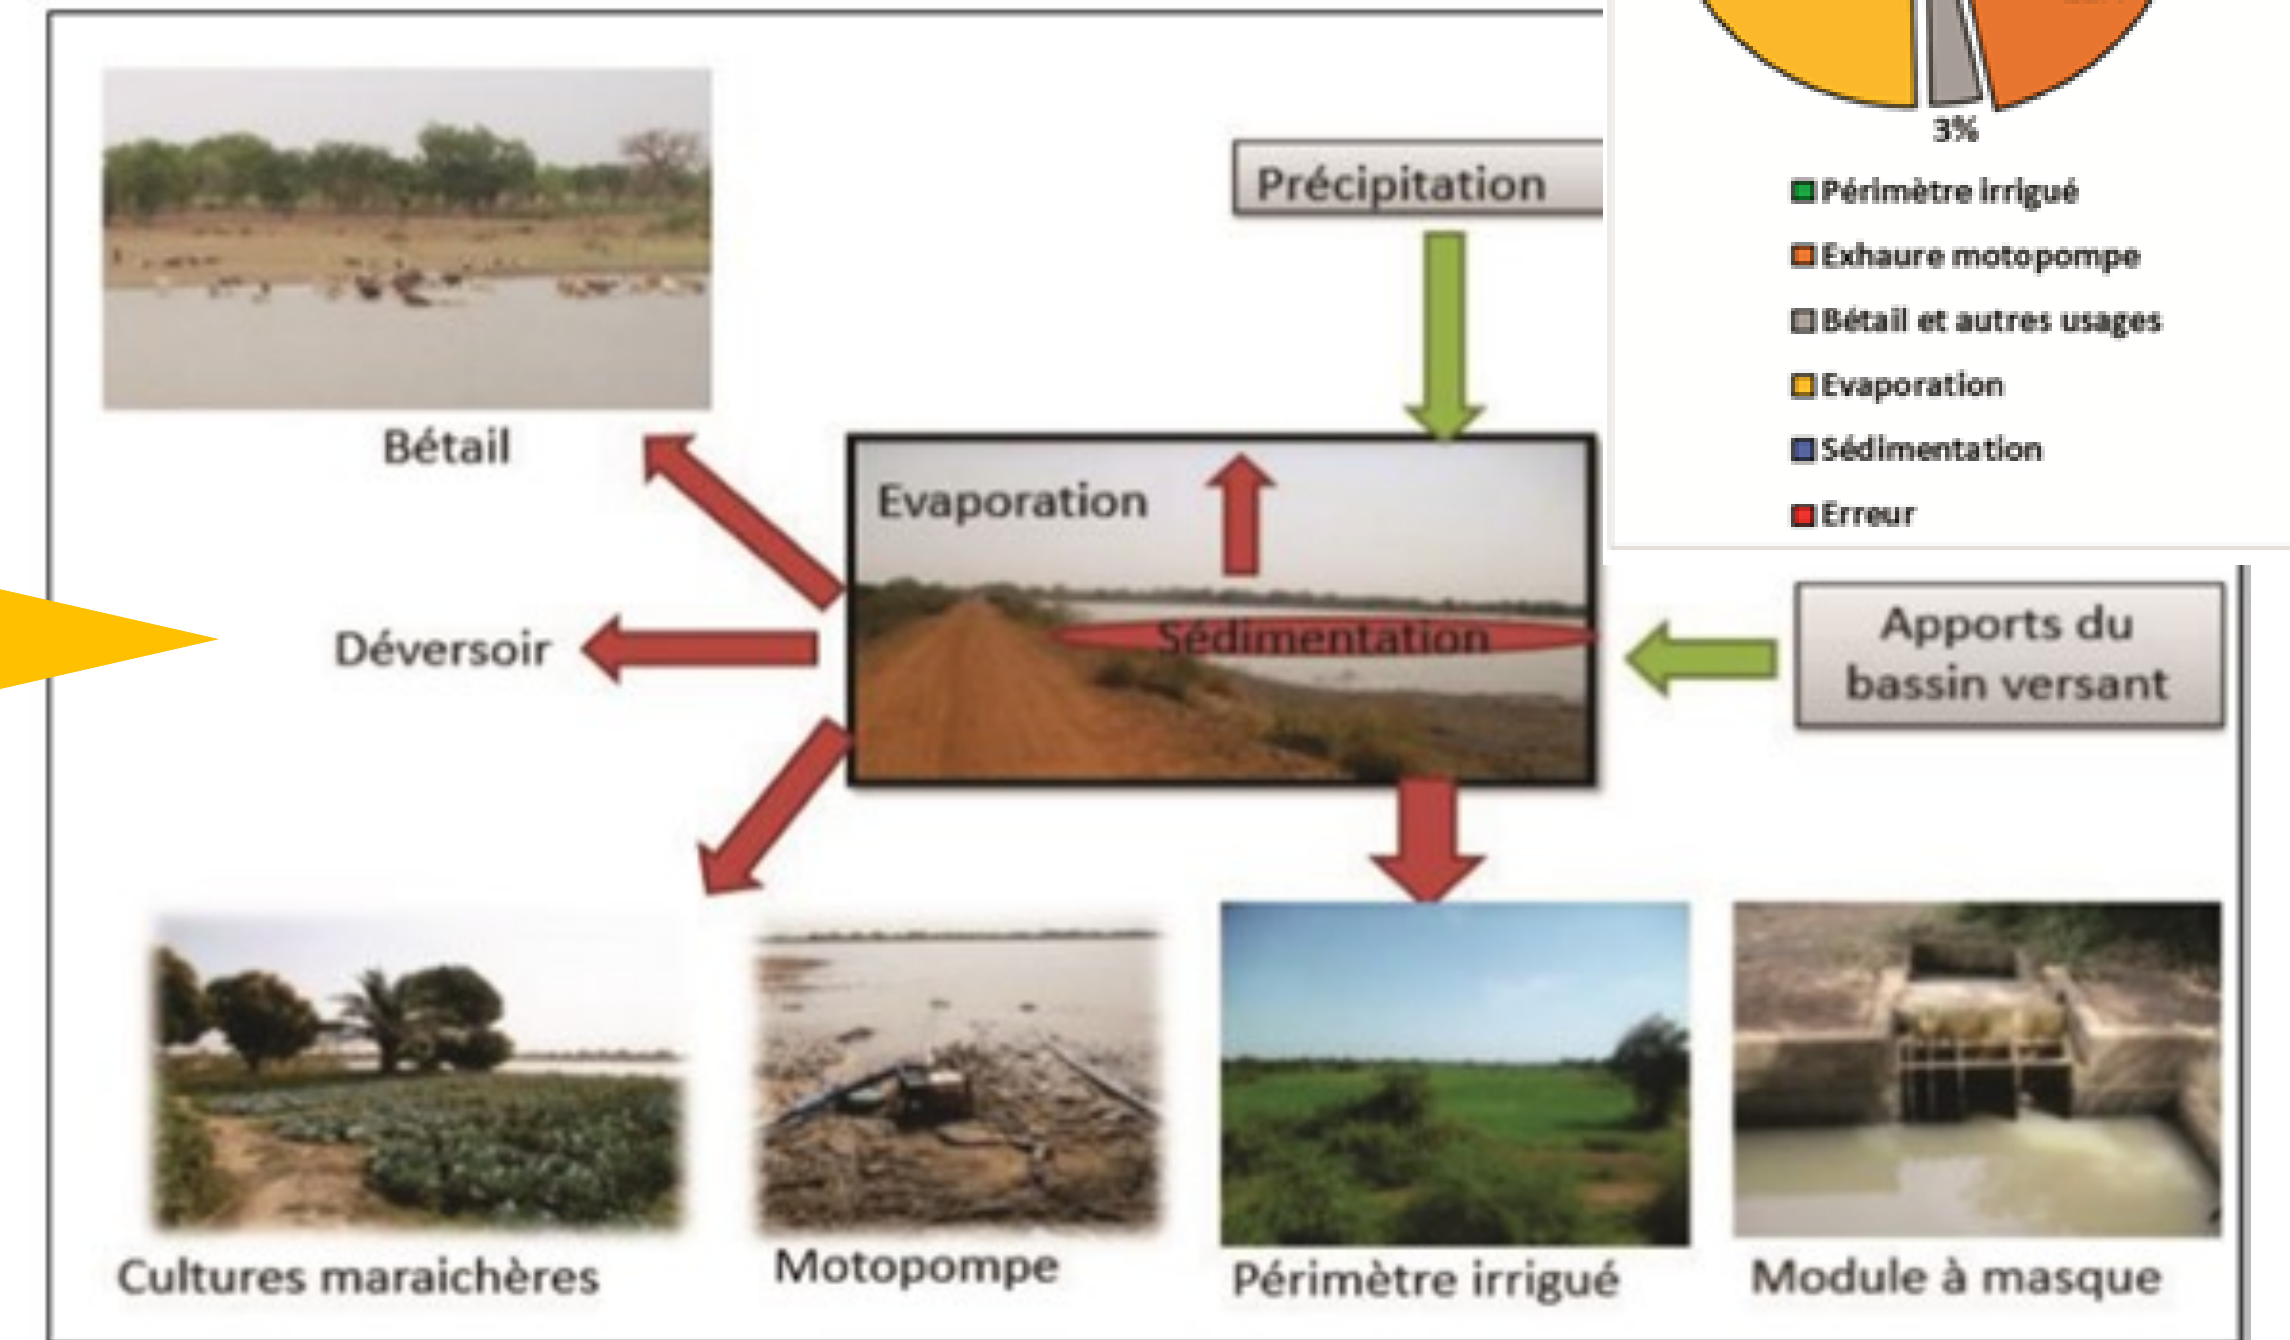 3%
Périmètre irrigué
Exhaure motopompe
Bétail et autres usages
Evaporation
Sédimentation
Erreur
Précipitation
Bétail
Evaporation
Déversoir
Sédimentation
Apports du
bassin versant
Cultures maraichères
Motopompe
Périmètre irrigué
Module à masque